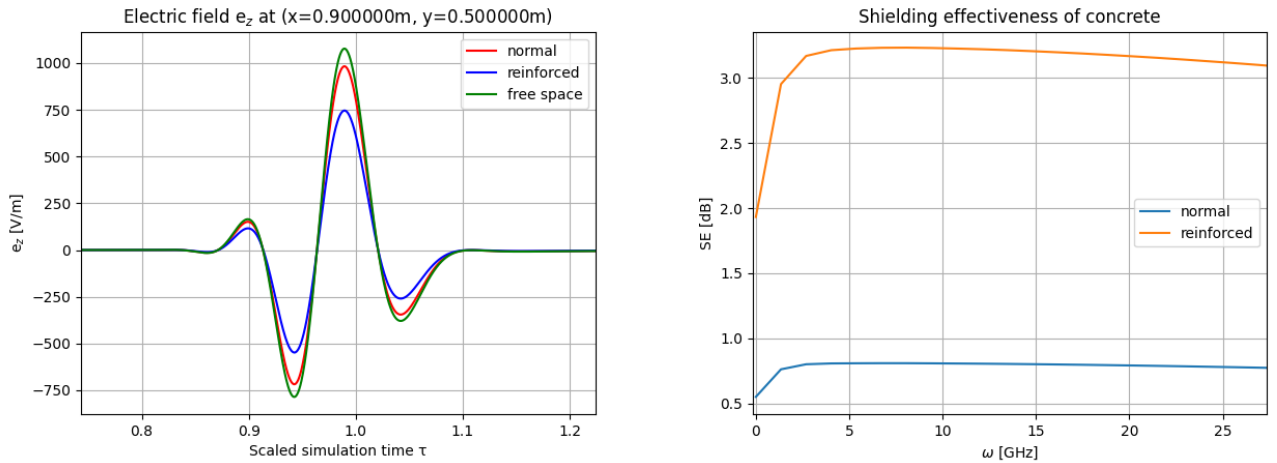 Electric field e_z at (x=0.900000m, y=0.500000m)
normal
reinforced
free space
1000
750
500
250
0
−250
−500
−750
e_z [V/m]
0.8
0.9
1.0
1.1
1.2
Scaled simulation time τ
Shielding effectiveness of concrete
3.0
2.5
2.0
1.5
1.0
0.5
SE [dB]
normal
reinforced
0
5
10
15
20
25
ω [GHz]